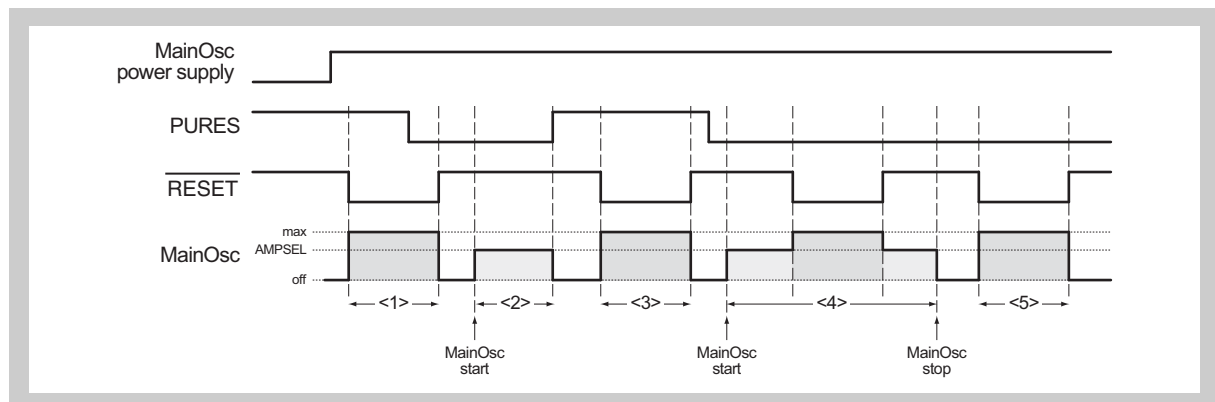 MainOsc
power supply
PURES
RESET
MainOsc
max
AMPSEL
off
<1>
<2>
<3>
<4>
<5>
MainOsc
start
MainOsc
start
MainOsc
stop